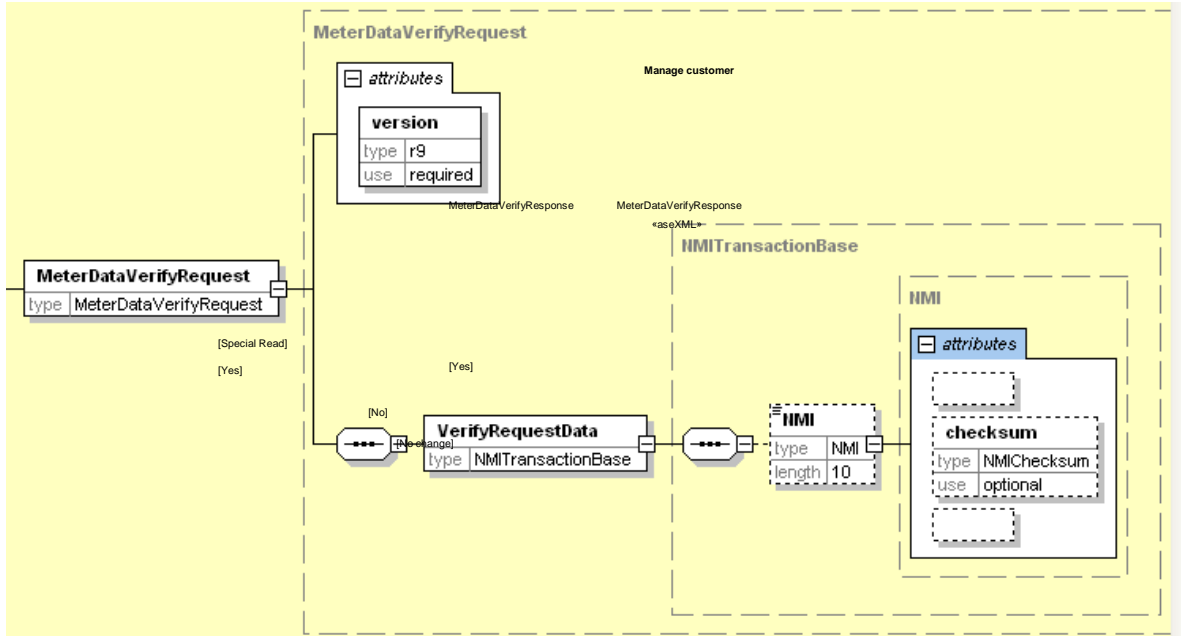 MeterDataVerifyRequest
Manage customer
attributes
version
type r9
use required
MeterDataVerifyResponse MeterDataVerifyResponse
«aseXML»
NMITransactionBase
MeterDataVerifyRequest
type MeterDataVerifyRequest
NMI
attributes
[Special Read]
[Yes]
[Yes]
[No]
[No change]
VerifyRequestData
type NMITransactionBase
NMI
type NMI
length 10
checksum
type NMIChecksum
use optional